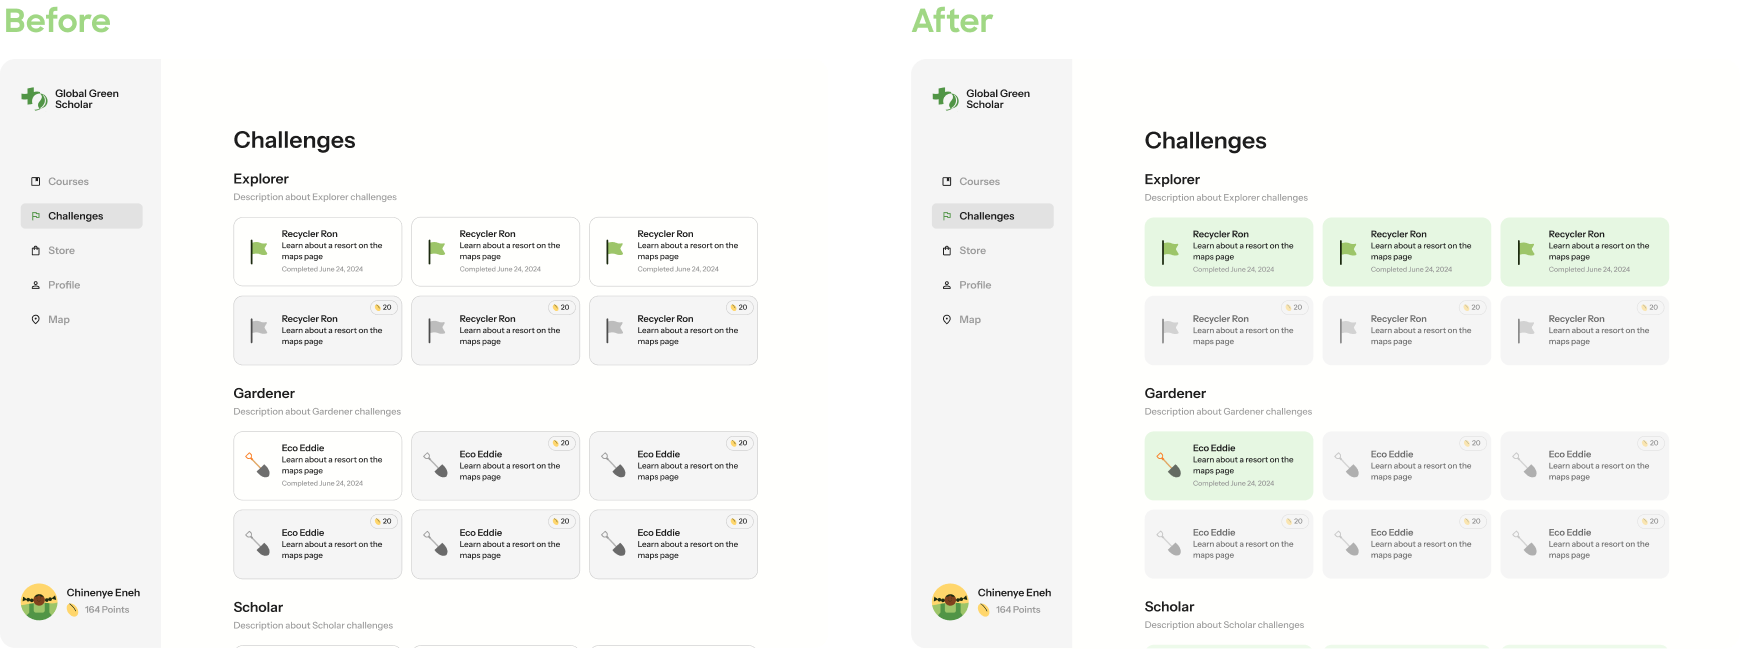 Before
Global Green
Scholar
Courses
Challenges
Store
Profile
Map
Chinenye Eneh
164 Points
Challenges
Explorer
Description about Explorer challenges
Recycler Ron
Learn about a resort on the
maps page
Completed June 24, 2024
Recycler Ron
Learn about a resort on the
maps page
Completed June 24, 2024
Recycler Ron
Learn about a resort on the
maps page
Completed June 24, 2024
20
Recycler Ron
Learn about a resort on the
maps page
20
Recycler Ron
Learn about a resort on the
maps page
20
Recycler Ron
Learn about a resort on the
maps page
Gardener
Description about Gardener challenges
Eco Eddie
Learn about a resort on the
maps page
Completed June 24, 2024
20
Eco Eddie
Learn about a resort on the
maps page
20
Eco Eddie
Learn about a resort on the
maps page
20
Eco Eddie
Learn about a resort on the
maps page
20
Eco Eddie
Learn about a resort on the
maps page
20
Eco Eddie
Learn about a resort on the
maps page
Scholar
Description about Scholar challenges
After
Global Green
Scholar
Courses
Challenges
Store
Profile
Map
Chinenye Eneh
164 Points
Challenges
Explorer
Description about Explorer challenges
Recycler Ron
Learn about a resort on the
maps page
Completed June 24, 2024
Recycler Ron
Learn about a resort on the
maps page
Completed June 24, 2024
Recycler Ron
Learn about a resort on the
maps page
Completed June 24, 2024
20
Recycler Ron
Learn about a resort on the
maps page
20
Recycler Ron
Learn about a resort on the
maps page
20
Recycler Ron
Learn about a resort on the
maps page
Gardener
Description about Gardener challenges
Eco Eddie
Learn about a resort on the
maps page
Completed June 24, 2024
20
Eco Eddie
Learn about a resort on the
maps page
20
Eco Eddie
Learn about a resort on the
maps page
20
Eco Eddie
Learn about a resort on the
maps page
20
Eco Eddie
Learn about a resort on the
maps page
20
Eco Eddie
Learn about a resort on the
maps page
Scholar
Description about Scholar challenges